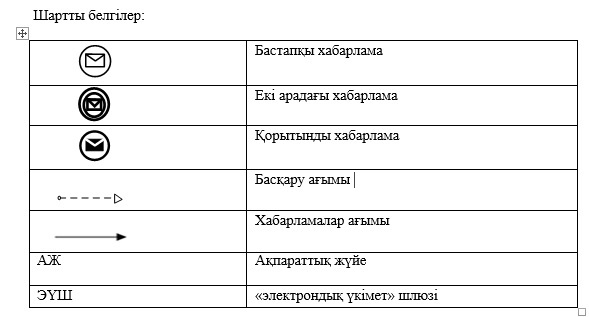 Шартты белгілер:
Бастапқы хабарлама
Екі арадағы хабарлама
Қорытынды хабарлама
Басқару ағымы
Хабарламалар ағымы
АЖ Ақпараттық жүйе
ЭҮШ «электрондық үкімет» шлюзі